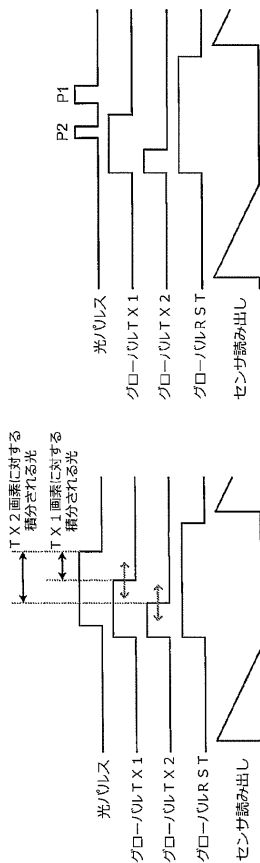 TX2画素に対する
積分される光
TX1画素に対する
積分される光
光パルス
グローバルTX1
グローバルTX2
グローバルRST
センサ読み出し
P2
P1
光パルス
グローバルTX1
グローバルTX2
グローバルRST
センサ読み出し